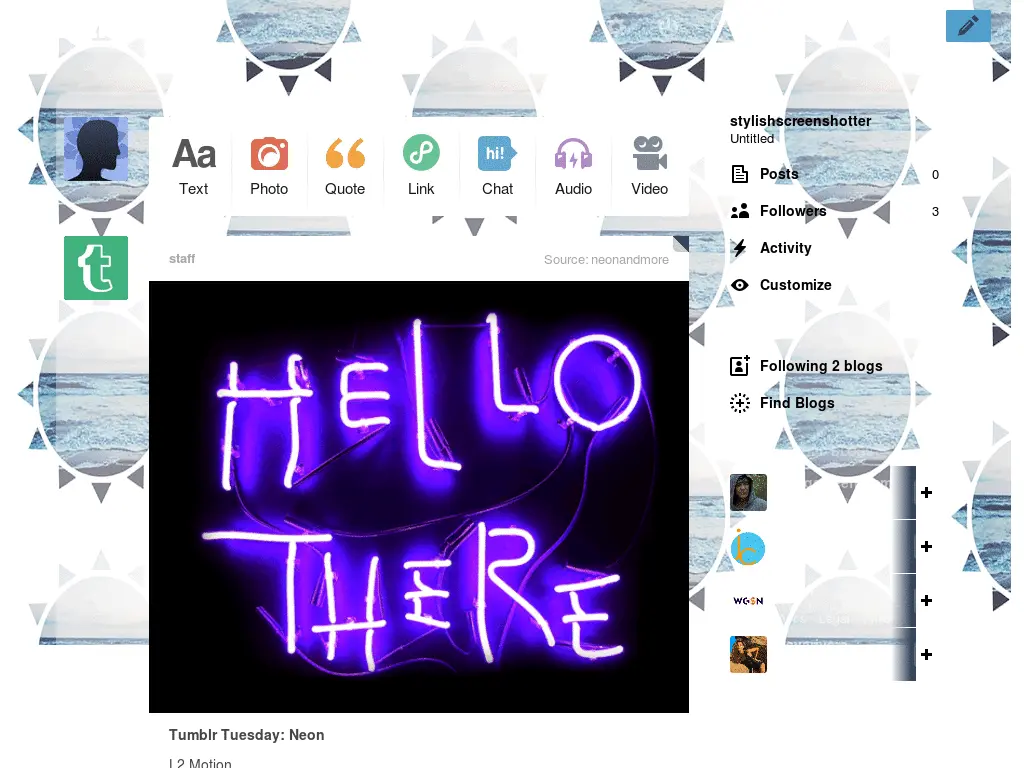 Aa
Text
Photo
Quote
Link
hi!
Chat
Audio
Video
stylishscreenshotter
Untitled
Posts 0
Followers 3
Activity
Customize
Following 2 blogs
Find Blogs
WGSN
t
staff
Source: neonandmore
HELLO
THERE
Tumblr Tuesday: Neon
L2 Motion